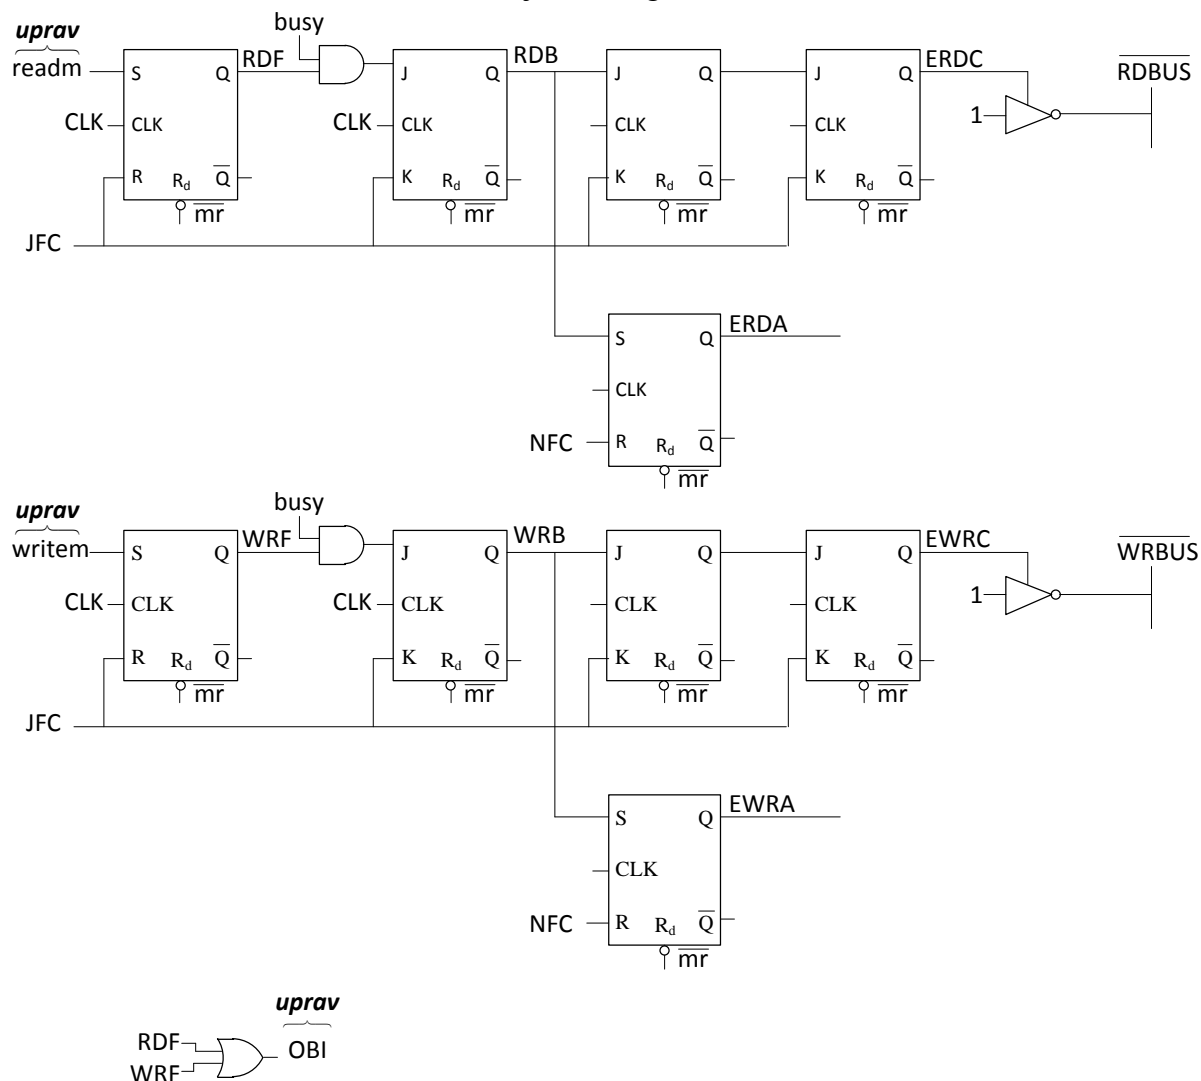 busy
uprav
readm
S
Q
RDF
J
Q
RDB
J
Q
J
Q
ERDC
RDBUS
CLK
CLK
CLK
CLK
CLK
CLK
1
R
Rd
Q
K
Rd
Q
K
Rd
Q
K
Rd
Q
mr
mr
mr
mr
JFC
S
Q
ERDA
CLK
NFC
R
Rd
Q
mr
busy
uprav
writem
S
Q
WRF
J
Q
WRB
J
Q
J
Q
EWRC
WRBUS
CLK
CLK
CLK
CLK
CLK
CLK
1
R
Rd
Q
K
Rd
Q
K
Rd
Q
K
Rd
Q
mr
mr
mr
mr
JFC
S
Q
EWRA
CLK
NFC
R
Rd
Q
mr
uprav
RDF
OBI
WRF